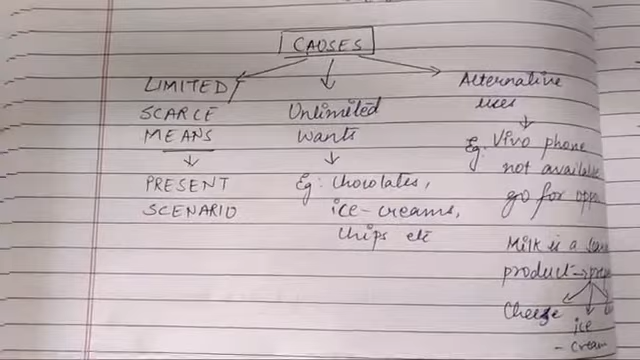 CAUSES
LIMITED/
SCARCE
MEANS
PRESENT
SCENARIO
Unlimited
wants
Eg: chocolates,
ice-creams,
chips etc
Alternative
uses
Eg: Vivo phone
not available
go for
Milk is a
product →
Cheese
ice
- cream